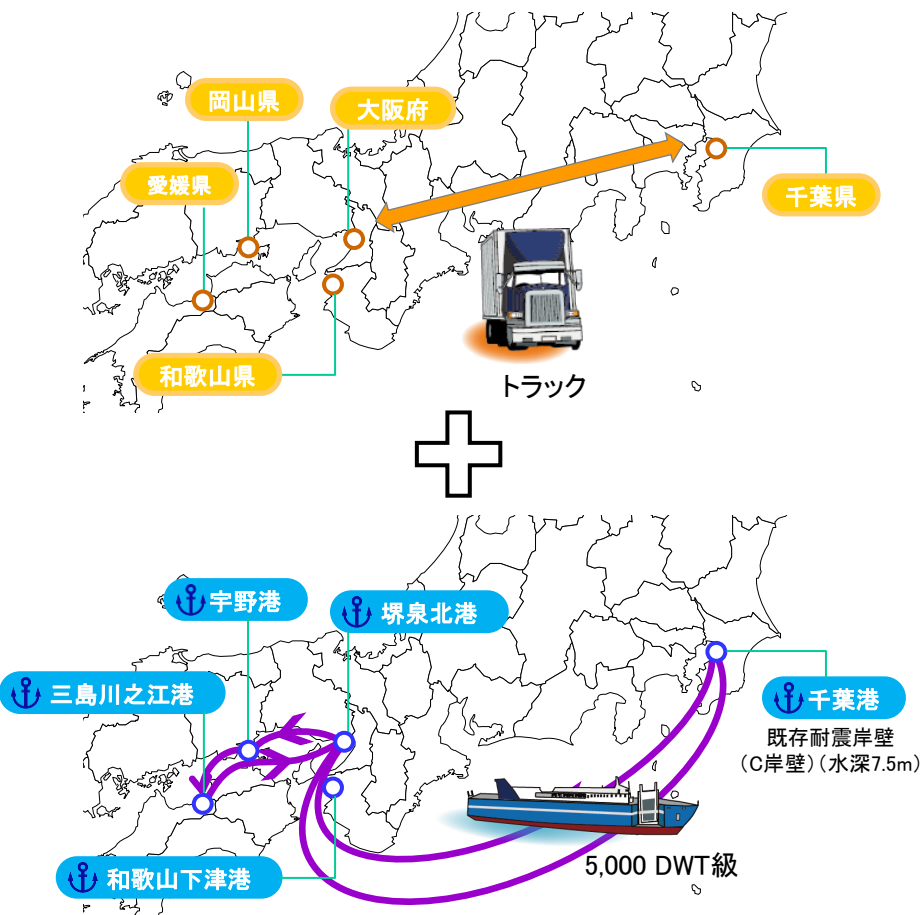 岡山県
大阪府
愛媛県
千葉県
和歌山県
トラック
宇野港
堺泉北港
三島川之江港
千葉港
既存耐震岸壁
（C岸壁）（水深7.5m）
5,000 DWT級
和歌山下津港